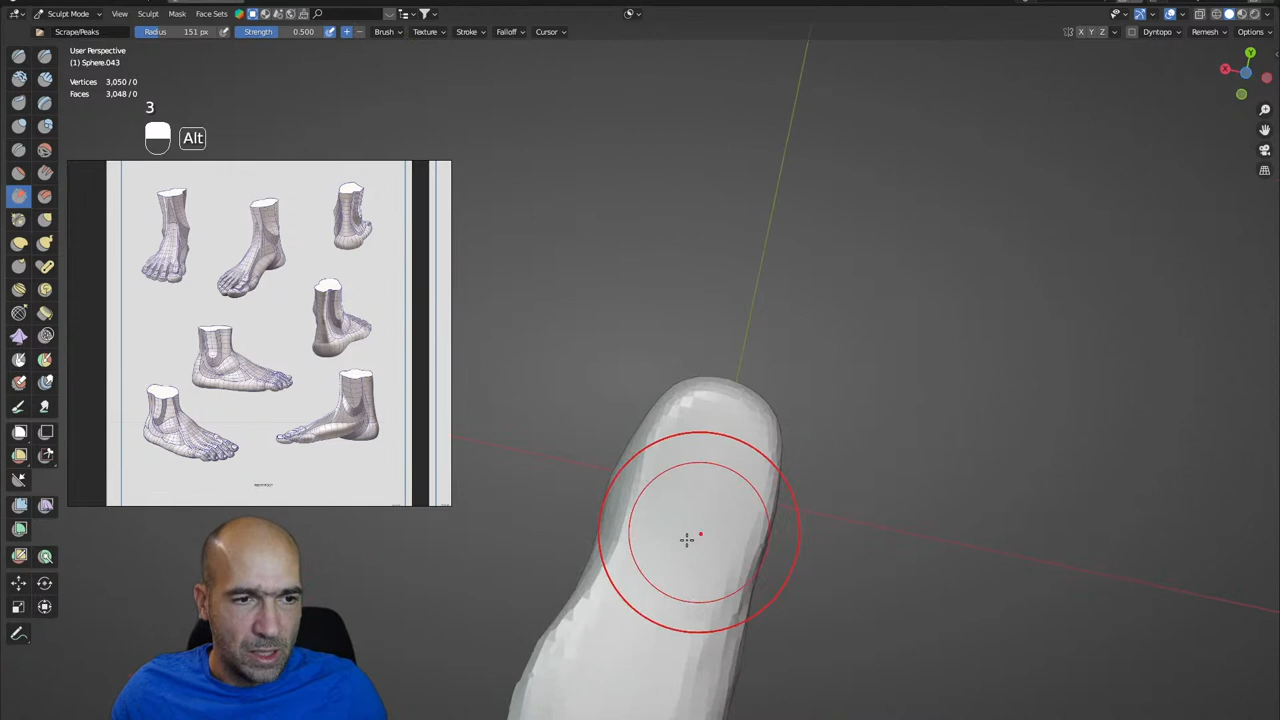 Sculpt Mode View Sculpt Mask Face Sets
Scrape/Peaks Radius 151 px Strength 0.500 + − Brush Texture Stroke Falloff Cursor X Y Z Dyntopo Remesh Options
User Perspective
(1) Sphere.043
Vertices 3,050 / 0
Faces 3,048 / 0
3
Alt
Y
X